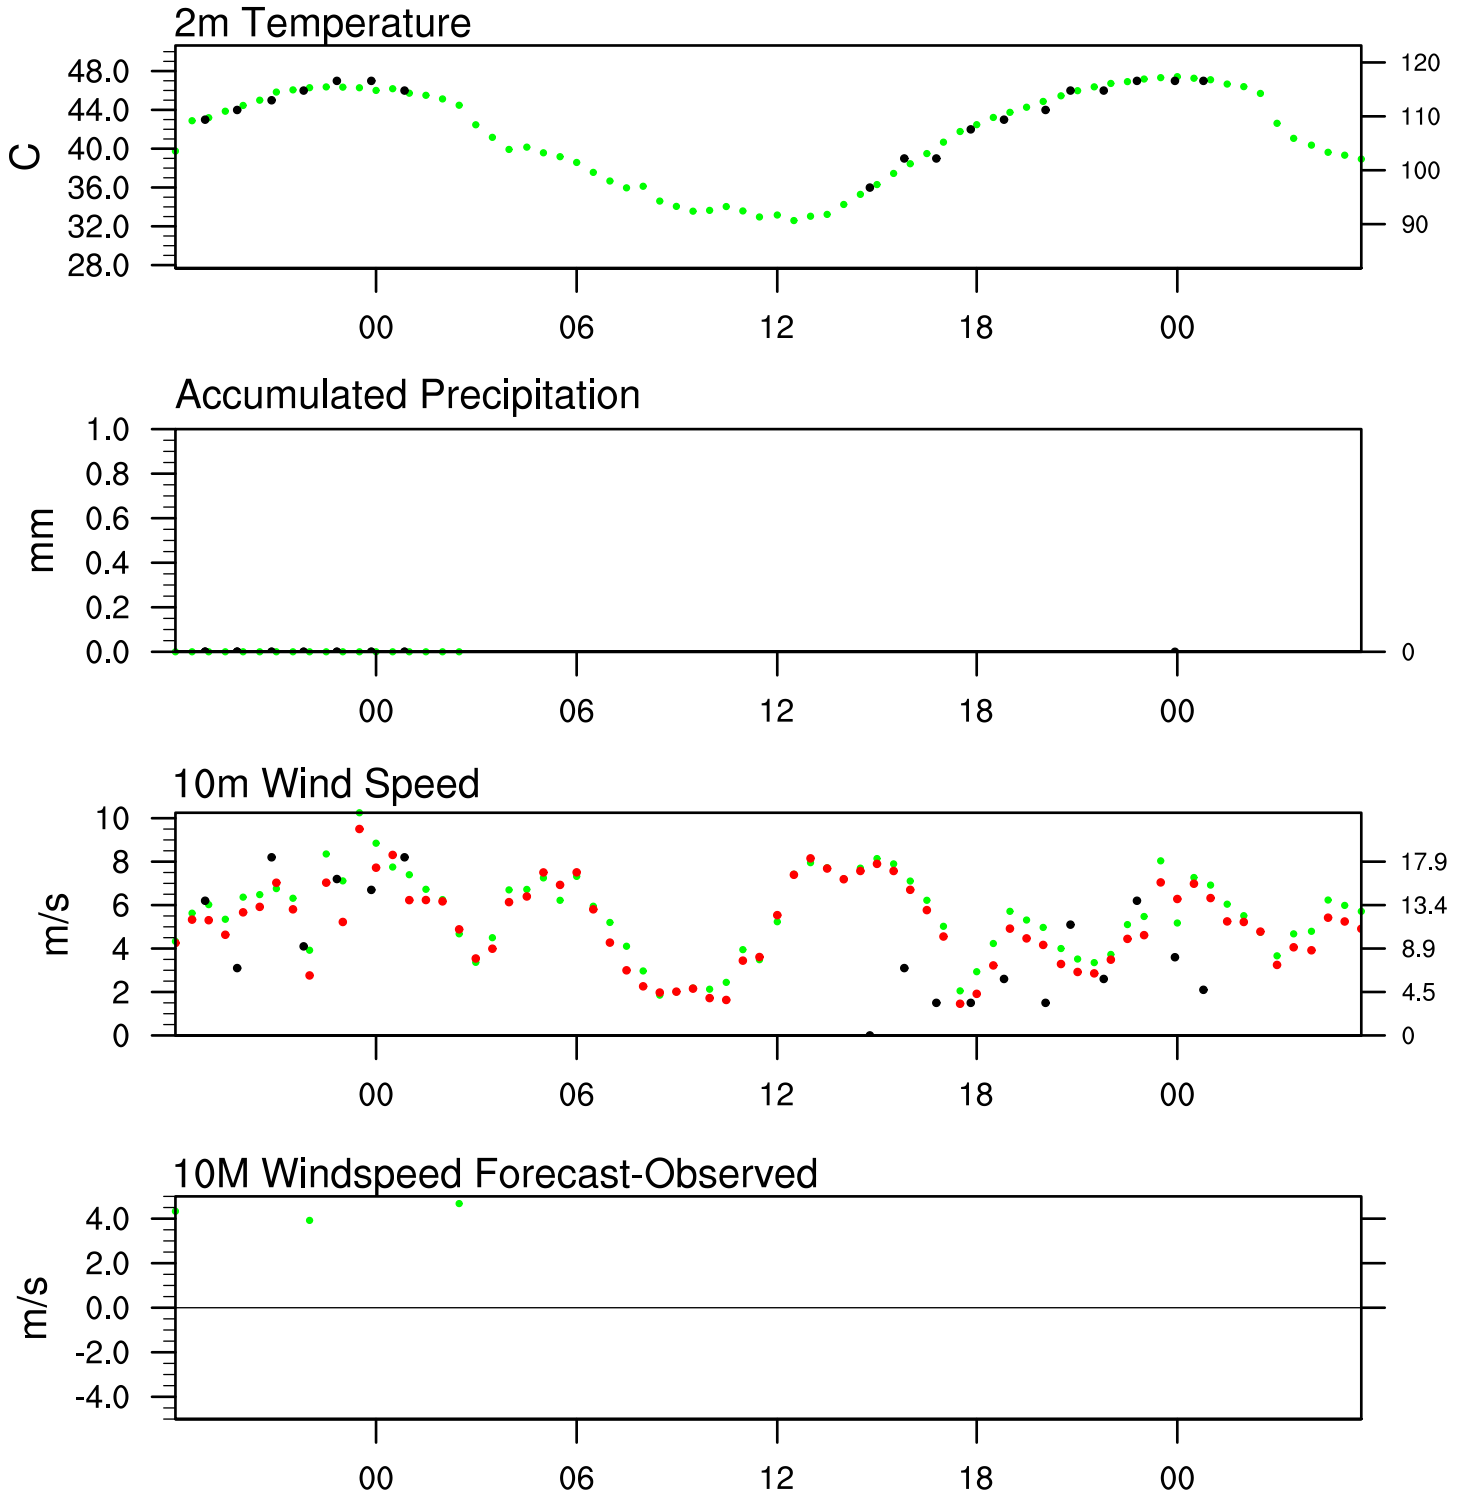 2m Temperature
48.0
44.0
40.0
36.0
32.0
28.0
C
120
110
100
90
00 06 12 18 00
Accumulated Precipitation
1.0
0.8
0.6
0.4
0.2
0.0
mm
0
00 06 12 18 00
10m Wind Speed
10
8
6
4
2
0
m/s
17.9
13.4
8.9
4.5
0
00 06 12 18 00
10M Windspeed Forecast-Observed
4.0
2.0
0.0
-2.0
-4.0
m/s
00 06 12 18 00